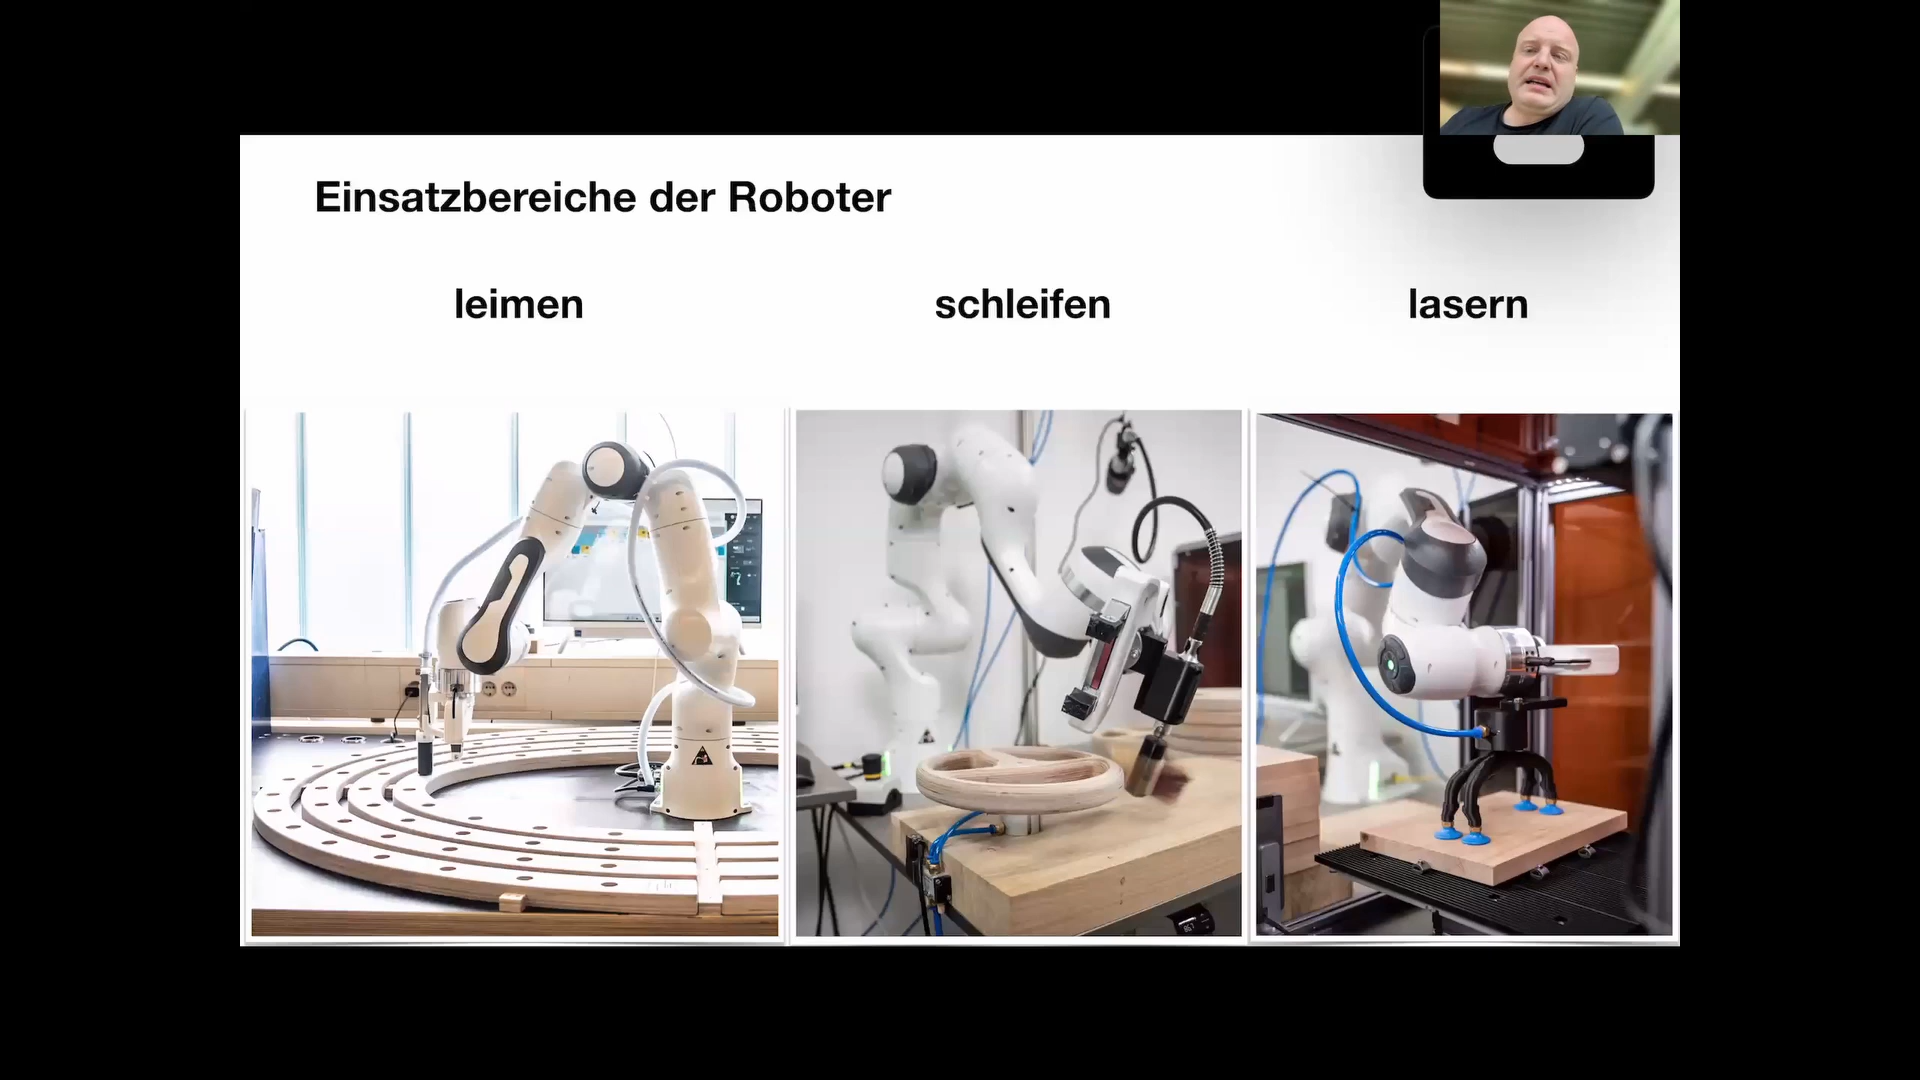 Einsatzbereiche der Roboter
leimen
schleifen
lasern